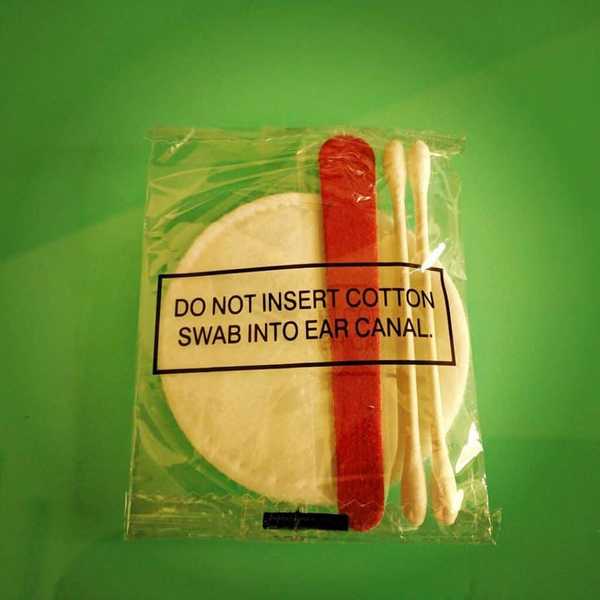 DO NOT INSERT COTTON
SWAB INTO EAR CANAL.